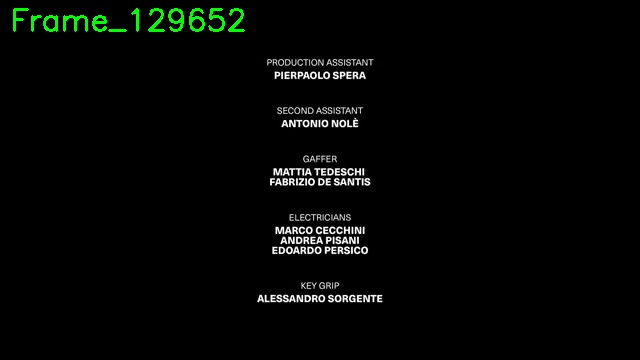 Frame_129652
PRODUCTION ASSISTANT
PIERPAOLO SPERA
SECOND ASSISTANT
ANTONIO NOLÈ
GAFFER
MATTIA TEDESCHI
FABRIZIO DE SANTIS
ELECTRICIANS
MARCO CECCHINI
ANDREA PISANI
EDOARDO PERSICO
KEY GRIP
ALESSANDRO SORGENTE